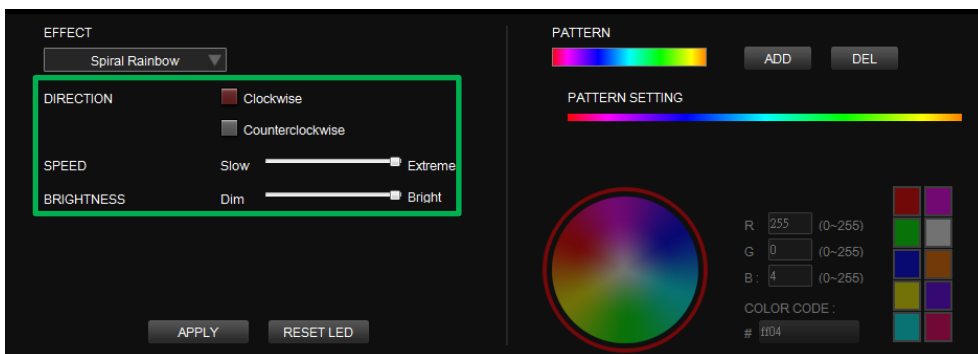 EFFECT
Spiral Rainbow
DIRECTION
Clockwise
Counterclockwise
SPEED
Slow
Extreme
BRIGHTNESS
Dim
Bright
APPLY
RESET LED
PATTERN
ADD
DEL
PATTERN SETTING
R 255 (0~255)
G 0 (0~255)
B : 4 (0~255)
COLOR CODE :
# ff04